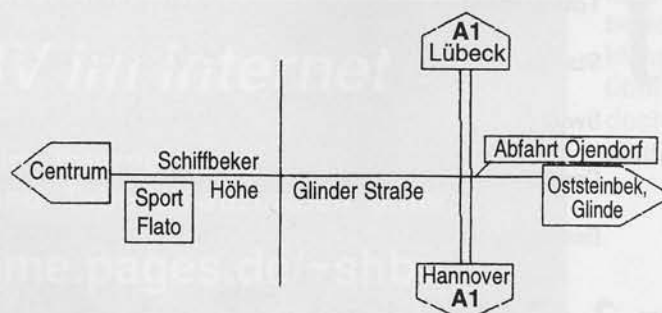 A1
Lübeck
Abfahrt Ojendorf
Centrum
Schiffbeker
Höhe
Glinder Straße
Oststeinbek,
Glinde
Sport
Flato
Hannover
A1